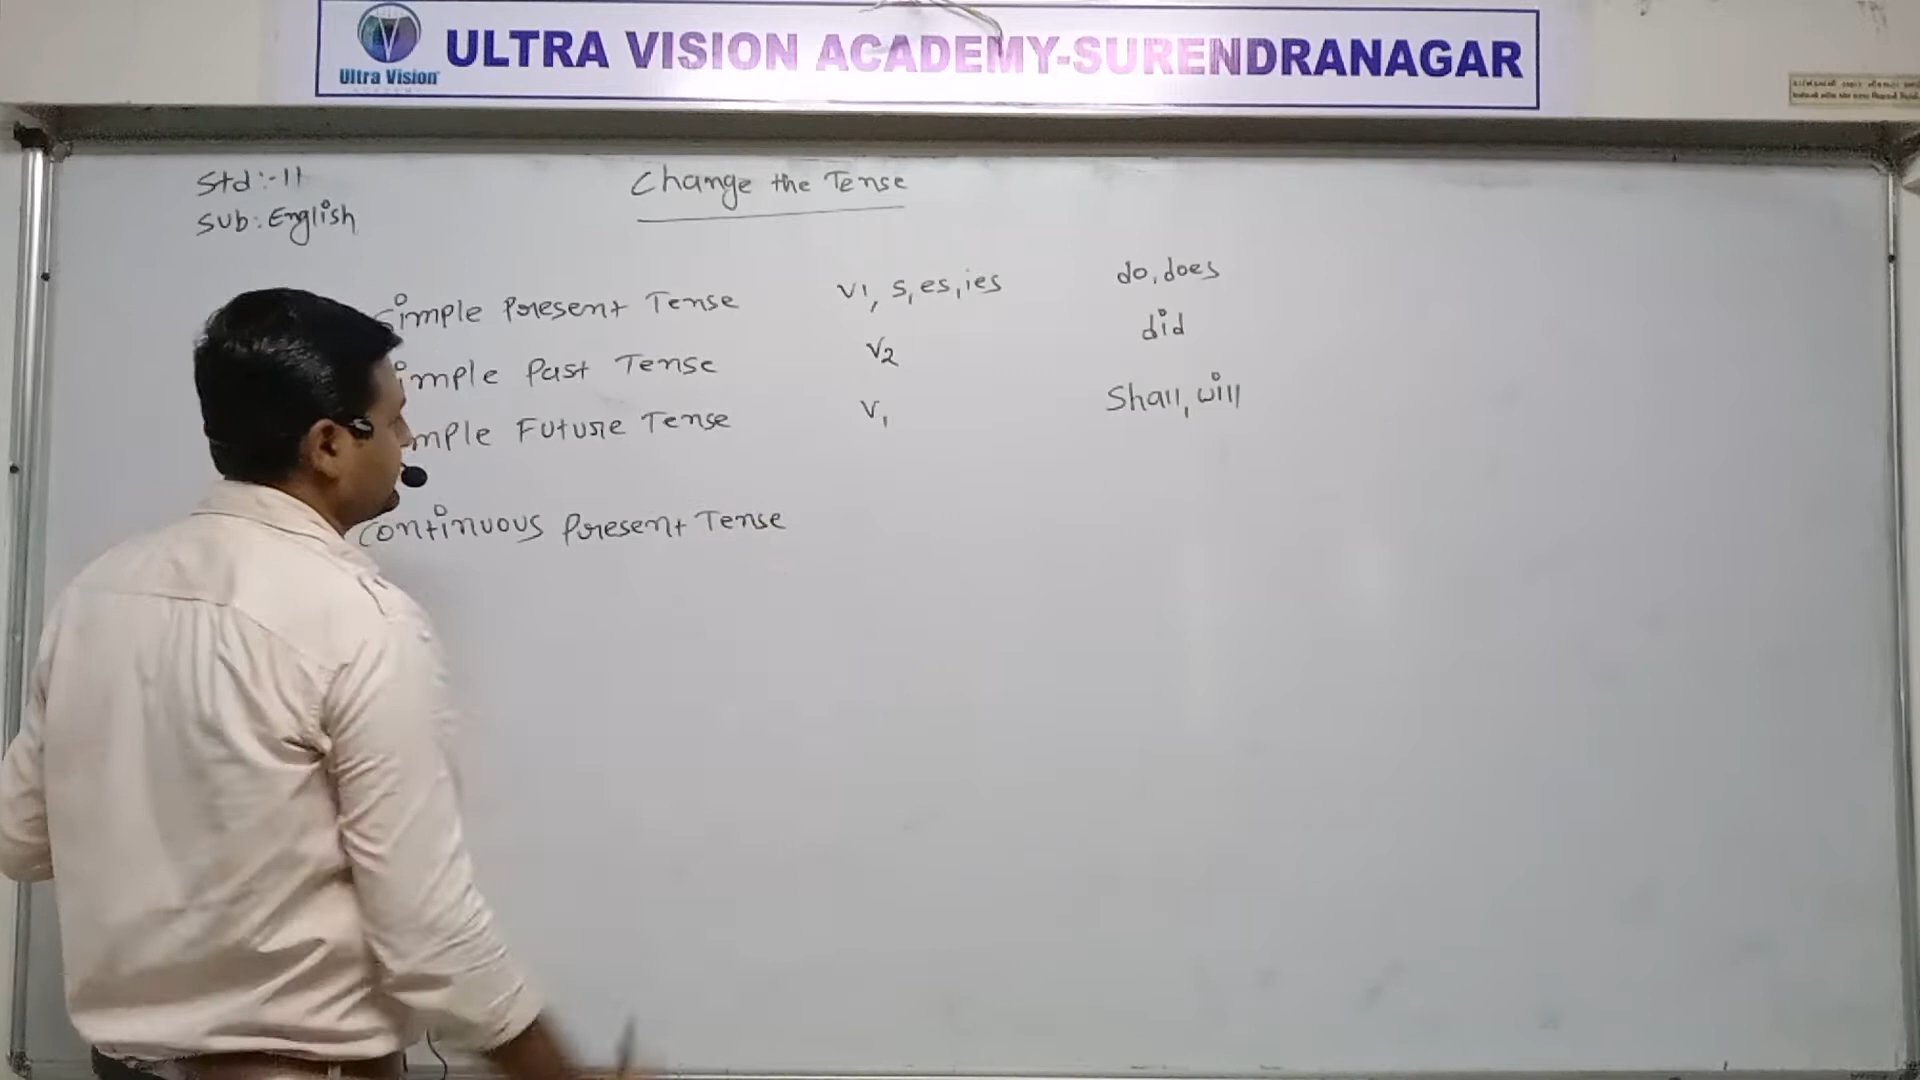 Ultra Vision
ULTRA VISION ACADEMY-SURENDRANAGAR
Std :- 11
Sub : English
Change the Tense
Simple Present Tense V1, s, es, ies do, does
imple Past Tense V2 did
mple Future Tense V1 Shall, will
Continuous Present Tense